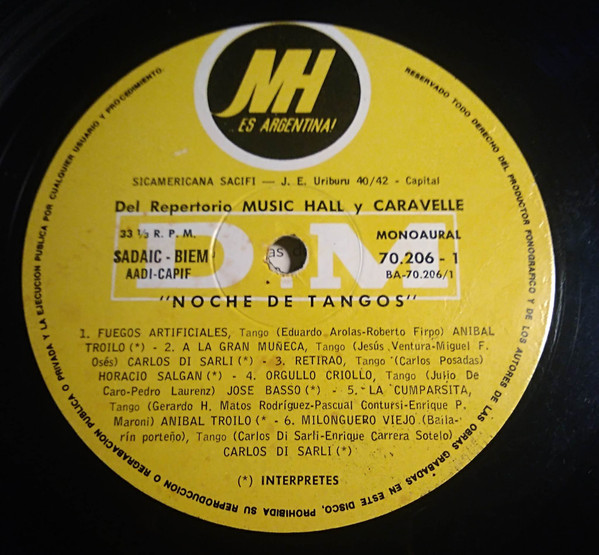 MH
..ES ARGENTINA!
SICAMERICANA SACIFI — J. E. Uriburu 40/42 - Capital
Del Repertorio MUSIC HALL y CARAVELLE
33 ⅓ R. P. M.
MONOAURAL
SADAIC - BIEM
70.206 - 1
AADI-CAPIF
BA-70.206/1
D.M
"NOCHE DE TANGOS"
1. FUEGOS ARTIFICIALES, Tango (Eduardo Arolas-Roberto Firpo) ANIBAL
TROILO (*) - 2. A LA GRAN MUÑECA, Tango (Jesús Ventura-Miguel F.
Osés) CARLOS DI SARLI (*) - 3. RETIRAO, Tango (Carlos Posadas)
HORACIO SALGAN (*) - 4. ORGULLO CRIOLLO, Tango (Julio De
Caro-Pedro Laurenz) JOSE BASSO (*) - 5. LA CUMPARSITA,
Tango (Gerardo H. Matos Rodríguez-Pascual Contursi-Enrique P.
Maroni) ANIBAL TROILO (*) - 6. MILONGUERO VIEJO (Baila-
rín porteño), Tango (Carlos Di Sarli-Enrique Carrera Sotelo)
CARLOS DI SARLI (*)
(*) INTERPRETES
RESERVADO TODO DERECHO DEL PRODUCTOR FONOGRAFICO Y DE LOS AUTORES DE LAS OBRAS GRABADAS EN ESTE DISCO. PROHIBIDA SU REPRODUCCION O REGRABACION PUBLICA O PRIVADA Y LA EJECUCION PUBLICA POR CUALQUIER USUARIO Y PROCEDIMIENTO.